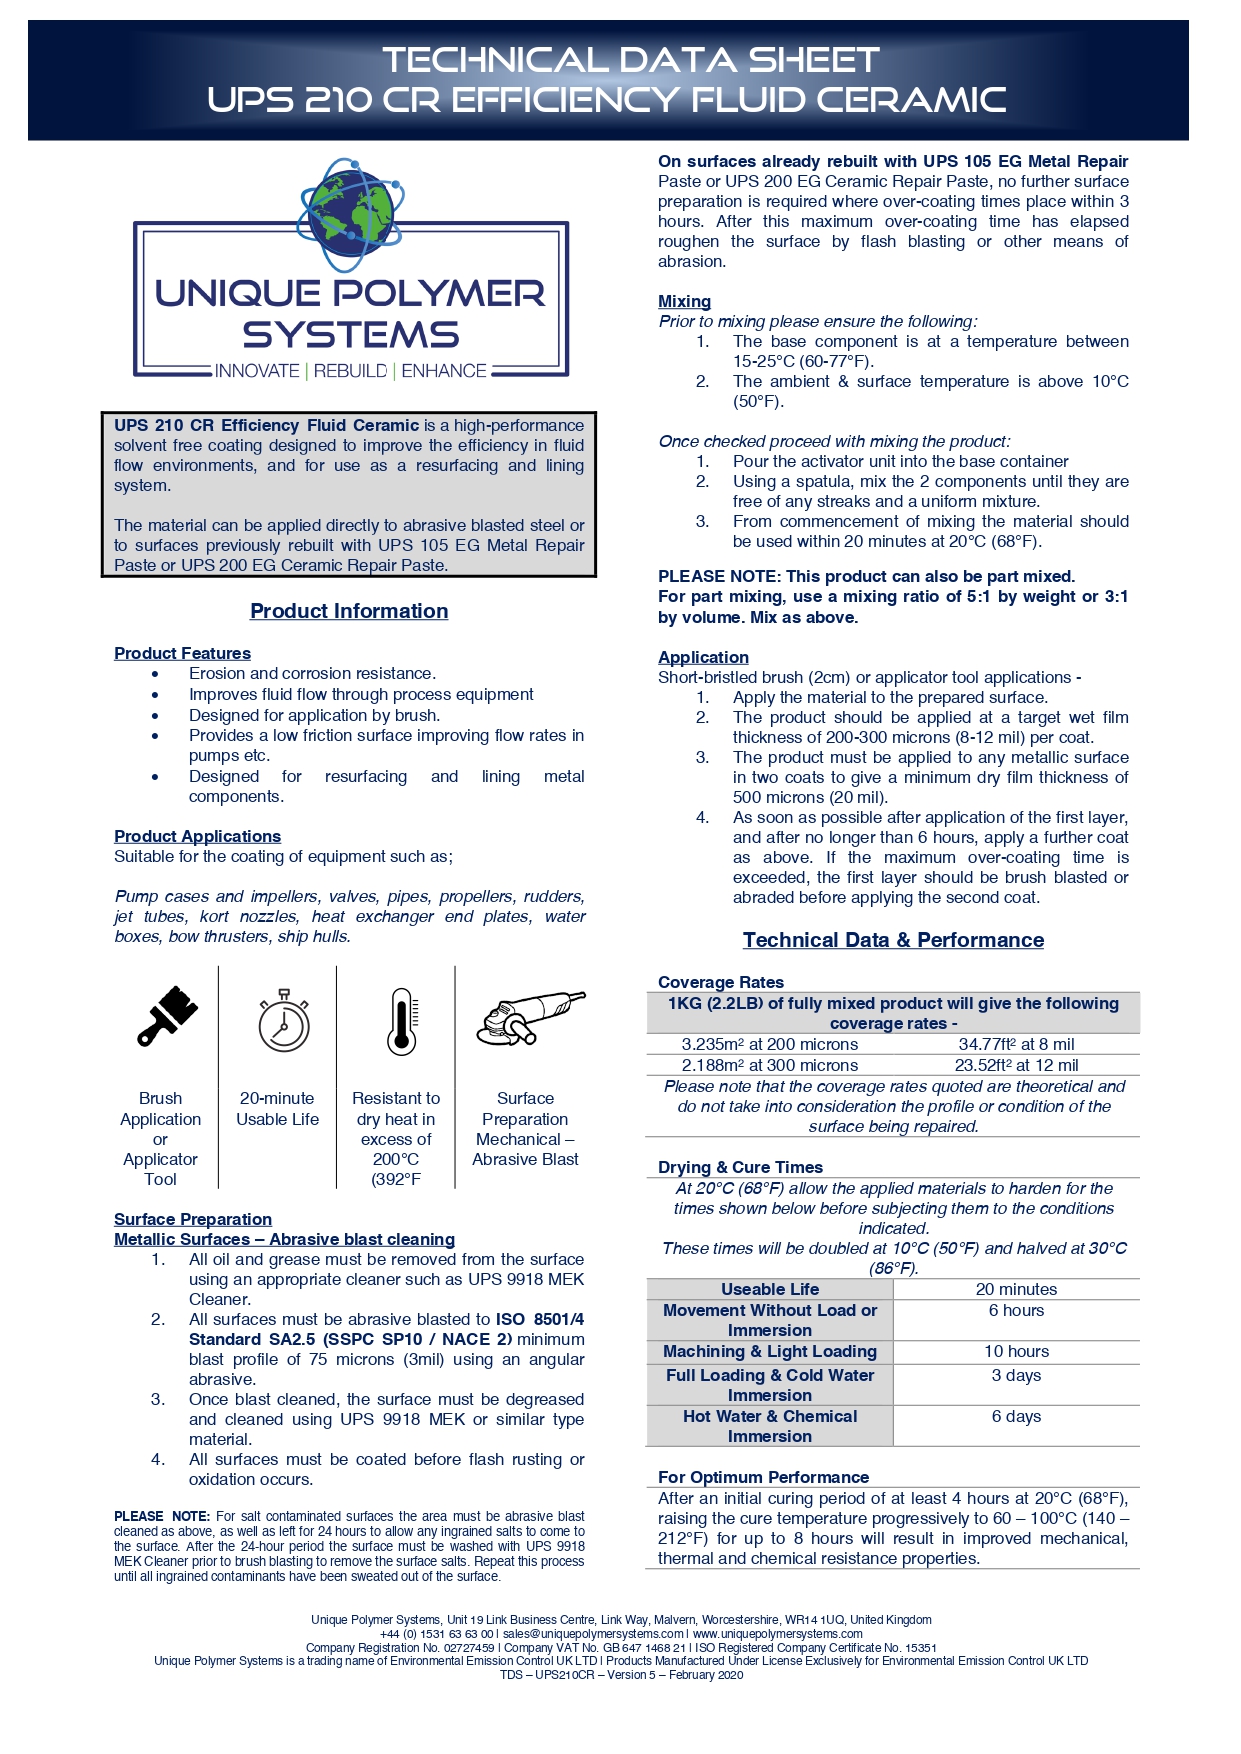 TECHNICAL DATA SHEET
UPS 210 CR EFFICIENCY FLUID CERAMIC
UNIQUE POLYMER
SYSTEMS
INNOVATE | REBUILD | ENHANCE
UPS 210 CR Efficiency Fluid Ceramic is a high-performance
solvent free coating designed to improve the efficiency in fluid
flow environments, and for use as a resurfacing and lining
system.
The material can be applied directly to abrasive blasted steel or
to surfaces previously rebuilt with UPS 105 EG Metal Repair
Paste or UPS 200 EG Ceramic Repair Paste.
Product Information
Product Features
• Erosion and corrosion resistance.
• Improves fluid flow through process equipment
• Designed for application by brush.
• Provides a low friction surface improving flow rates in
pumps etc.
• Designed for resurfacing and lining metal
components.
Product Applications
Suitable for the coating of equipment such as;
Pump cases and impellers, valves, pipes, propellers, rudders,
jet tubes, kort nozzles, heat exchanger end plates, water
boxes, bow thrusters, ship hulls.
Brush
Application
or
Applicator
Tool
20-minute
Usable Life
Resistant to
dry heat in
excess of
200°C
(392°F
Surface
Preparation
Mechanical –
Abrasive Blast
Surface Preparation
Metallic Surfaces – Abrasive blast cleaning
1. All oil and grease must be removed from the surface
using an appropriate cleaner such as UPS 9918 MEK
Cleaner.
2. All surfaces must be abrasive blasted to ISO 8501/4
Standard SA2.5 (SSPC SP10 / NACE 2) minimum
blast profile of 75 microns (3mil) using an angular
abrasive.
3. Once blast cleaned, the surface must be degreased
and cleaned using UPS 9918 MEK or similar type
material.
4. All surfaces must be coated before flash rusting or
oxidation occurs.
PLEASE NOTE: For salt contaminated surfaces the area must be abrasive blast
cleaned as above, as well as left for 24 hours to allow any ingrained salts to come to
the surface. After the 24-hour period the surface must be washed with UPS 9918
MEK Cleaner prior to brush blasting to remove the surface salts. Repeat this process
until all ingrained contaminants have been sweated out of the surface.
On surfaces already rebuilt with UPS 105 EG Metal Repair
Paste or UPS 200 EG Ceramic Repair Paste, no further surface
preparation is required where over-coating times place within 3
hours. After this maximum over-coating time has elapsed
roughen the surface by flash blasting or other means of
abrasion.
Mixing
Prior to mixing please ensure the following:
1. The base component is at a temperature between
15-25°C (60-77°F).
2. The ambient & surface temperature is above 10°C
(50°F).
Once checked proceed with mixing the product:
1. Pour the activator unit into the base container
2. Using a spatula, mix the 2 components until they are
free of any streaks and a uniform mixture.
3. From commencement of mixing the material should
be used within 20 minutes at 20°C (68°F).
PLEASE NOTE: This product can also be part mixed.
For part mixing, use a mixing ratio of 5:1 by weight or 3:1
by volume. Mix as above.
Application
Short-bristled brush (2cm) or applicator tool applications -
1. Apply the material to the prepared surface.
2. The product should be applied at a target wet film
thickness of 200-300 microns (8-12 mil) per coat.
3. The product must be applied to any metallic surface
in two coats to give a minimum dry film thickness of
500 microns (20 mil).
4. As soon as possible after application of the first layer,
and after no longer than 6 hours, apply a further coat
as above. If the maximum over-coating time is
exceeded, the first layer should be brush blasted or
abraded before applying the second coat.
Technical Data & Performance
Coverage Rates
1KG (2.2LB) of fully mixed product will give the following
coverage rates -
3.235m² at 200 microns 34.77ft² at 8 mil
2.188m² at 300 microns 23.52ft² at 12 mil
Please note that the coverage rates quoted are theoretical and
do not take into consideration the profile or condition of the
surface being repaired.
Drying & Cure Times
At 20°C (68°F) allow the applied materials to harden for the
times shown below before subjecting them to the conditions
indicated.
These times will be doubled at 10°C (50°F) and halved at 30°C
(86°F).
Useable Life 20 minutes
Movement Without Load or 6 hours
Immersion
Machining & Light Loading 10 hours
Full Loading & Cold Water 3 days
Immersion
Hot Water & Chemical 6 days
Immersion
For Optimum Performance
After an initial curing period of at least 4 hours at 20°C (68°F),
raising the cure temperature progressively to 60 – 100°C (140 –
212°F) for up to 8 hours will result in improved mechanical,
thermal and chemical resistance properties.
Unique Polymer Systems, Unit 19 Link Business Centre, Link Way, Malvern, Worcestershire, WR14 1UQ, United Kingdom
+44 (0) 1531 63 63 00 | sales@uniquepolymersystems.com | www.uniquepolymersystems.com
Company Registration No. 02727459 | Company VAT No. GB 647 1468 21 | ISO Registered Company Certificate No. 15351
Unique Polymer Systems is a trading name of Environmental Emission Control UK LTD | Products Manufactured Under License Exclusively for Environmental Emission Control UK LTD
TDS – UPS210CR – Version 5 – February 2020